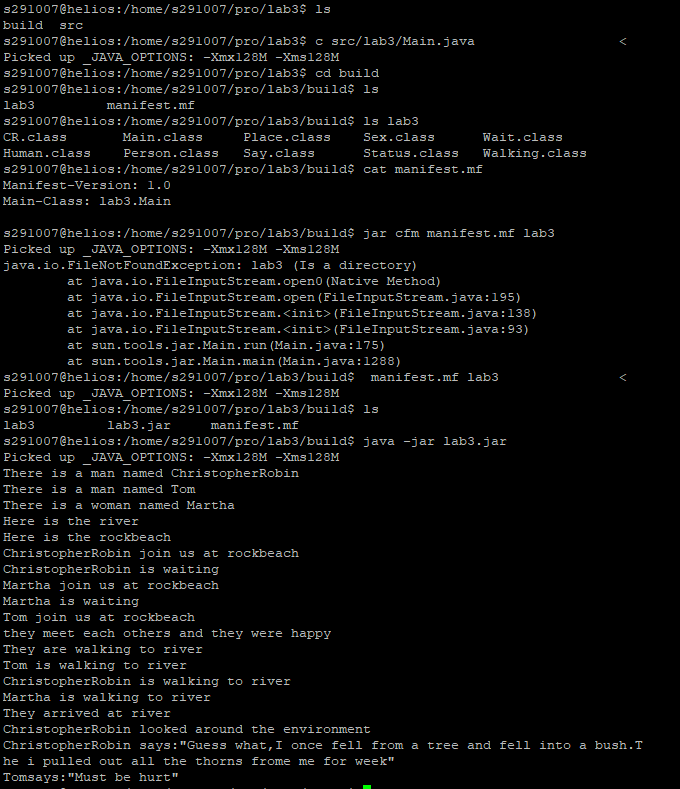 s291007@helios:/home/s291007/pro/lab3$ ls
build  src
s291007@helios:/home/s291007/pro/lab3$ c src/lab3/Main.java                  <
Picked up _JAVA_OPTIONS: -Xmx128M -Xms128M
s291007@helios:/home/s291007/pro/lab3$ cd build
s291007@helios:/home/s291007/pro/lab3/build$ ls
lab3         manifest.mf
s291007@helios:/home/s291007/pro/lab3/build$ ls lab3
CR.class       Main.class     Place.class    Sex.class      Wait.class
Human.class    Person.class   Say.class      Status.class   Walking.class
s291007@helios:/home/s291007/pro/lab3/build$ cat manifest.mf
Manifest-Version: 1.0
Main-Class: lab3.Main
s291007@helios:/home/s291007/pro/lab3/build$ jar cfm manifest.mf lab3
Picked up _JAVA_OPTIONS: -Xmx128M -Xms128M
java.io.FileNotFoundException: lab3 (Is a directory)
        at java.io.FileInputStream.open0(Native Method)
        at java.io.FileInputStream.open(FileInputStream.java:195)
        at java.io.FileInputStream.<init>(FileInputStream.java:138)
        at java.io.FileInputStream.<init>(FileInputStream.java:93)
        at sun.tools.jar.Main.run(Main.java:175)
        at sun.tools.jar.Main.main(Main.java:1288)
s291007@helios:/home/s291007/pro/lab3/build$  manifest.mf lab3               <
Picked up _JAVA_OPTIONS: -Xmx128M -Xms128M
s291007@helios:/home/s291007/pro/lab3/build$ ls
lab3         lab3.jar     manifest.mf
s291007@helios:/home/s291007/pro/lab3/build$ java -jar lab3.jar
Picked up _JAVA_OPTIONS: -Xmx128M -Xms128M
There is a man named ChristopherRobin
There is a man named Tom
There is a woman named Martha
Here is the river
Here is the rockbeach
ChristopherRobin join us at rockbeach
ChristopherRobin is waiting
Martha join us at rockbeach
Martha is waiting
Tom join us at rockbeach
they meet each others and they were happy
They are walking to river
Tom is walking to river
ChristopherRobin is walking to river
Martha is walking to river
They arrived at river
ChristopherRobin looked around the environment
ChristopherRobin says:"Guess what,I once fell from a tree and fell into a bush.T
he i pulled out all the thorns frome me for week"
Tomsays:"Must be hurt"